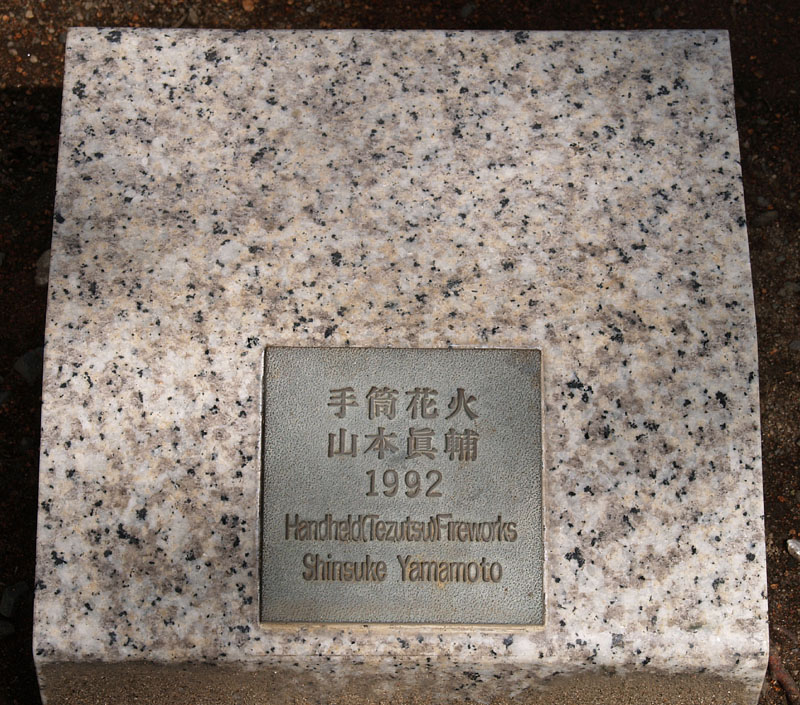 手筒花火
山本眞輔
1992
Handheld(Tezutsu)Fireworks
Shinsuke Yamamoto